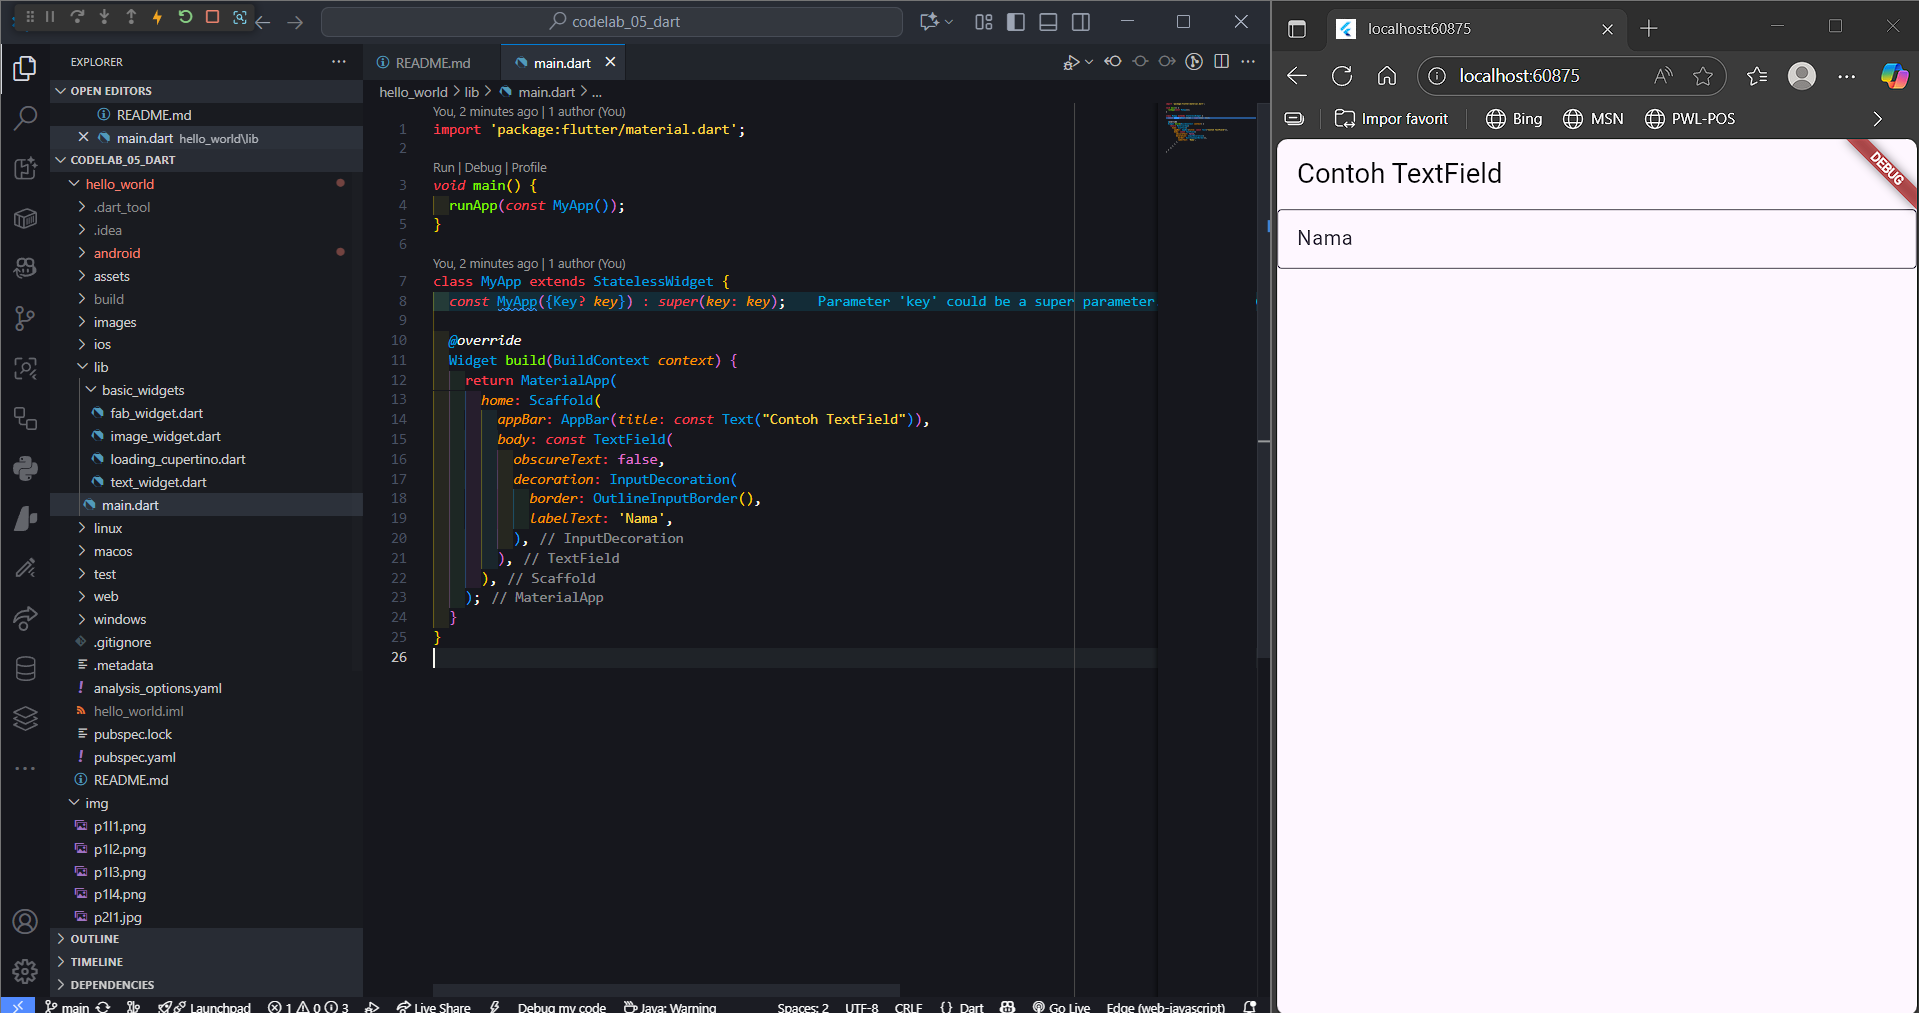 codelab_05_dart
EXPLORER
OPEN EDITORS
README.md
main.dart hello_world\lib
CODELAB_05_DART
hello_world
.dart_tool
.idea
android
assets
build
images
ios
lib
basic_widgets
fab_widget.dart
image_widget.dart
loading_cupertino.dart
text_widget.dart
main.dart
linux
macos
test
web
windows
.gitignore
.metadata
analysis_options.yaml
hello_world.iml
pubspec.lock
pubspec.yaml
README.md
img
p1l1.png
p1l2.png
p1l3.png
p1l4.png
p2l1.jpg
OUTLINE
TIMELINE
DEPENDENCIES
README.md
main.dart
hello_world > lib > main.dart > ...
You, 2 minutes ago | 1 author (You)
1 import 'package:flutter/material.dart';
2
Run | Debug | Profile
3 void main() {
4 runApp(const MyApp());
5 }
6
You, 2 minutes ago | 1 author (You)
7 class MyApp extends StatelessWidget {
8 const MyApp({Key? key}) : super(key: key); Parameter 'key' could be a super parameter
9
10 @override
11 Widget build(BuildContext context) {
12 return MaterialApp(
13 home: Scaffold(
14 appBar: AppBar(title: const Text("Contoh TextField")),
15 body: const TextField(
16 obscureText: false,
17 decoration: InputDecoration(
18 border: OutlineInputBorder(),
19 labelText: 'Nama',
20 ), // InputDecoration
21 ), // TextField
22 ), // Scaffold
23 ); // MaterialApp
24 }
25 }
26
main
Launchpad
1 0 3
Live Share
Debug my code
Java: Warning
Spaces: 2
UTF-8
CRLF
{} Dart
Go Live
Edge (web-javascript)
localhost:60875
localhost:60875
Impor favorit
Bing
MSN
PWL-POS
Contoh TextField
DEBUG
Nama